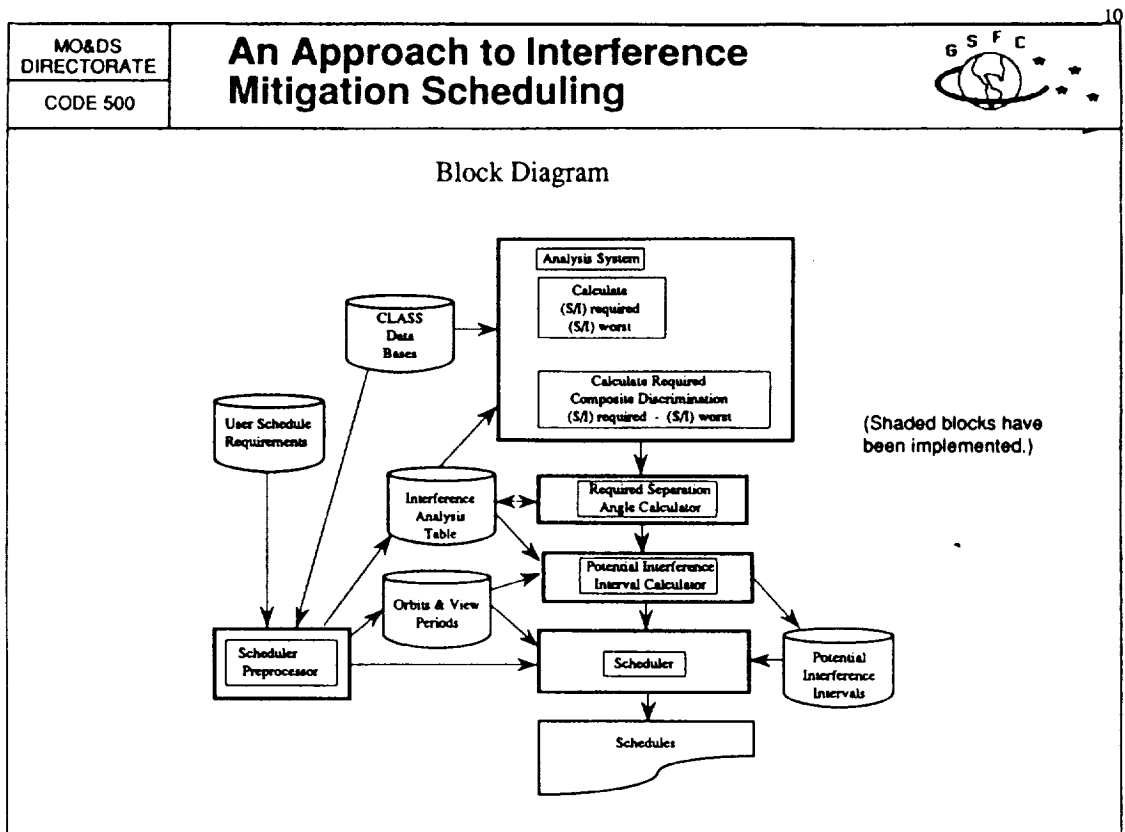 10
MO&DS
DIRECTORATE
CODE 500
An Approach to Interference
Mitigation Scheduling
G S F C
Block Diagram
Analysis System
Calculate
(S/I) required
(S/I) worst
CLASS
Data
Bases
Calculate Required
Composite Discrimination
(S/I) required - (S/I) worst
User Schedule
Requirements
(Shaded blocks have
been implemented.)
Interference
Analysis
Table
Required Separation
Angle Calculator
Potential Interference
Interval Calculator
Orbits & View
Periods
Scheduler
Preprocessor
Scheduler
Potential
Interference
Intervals
Schedules